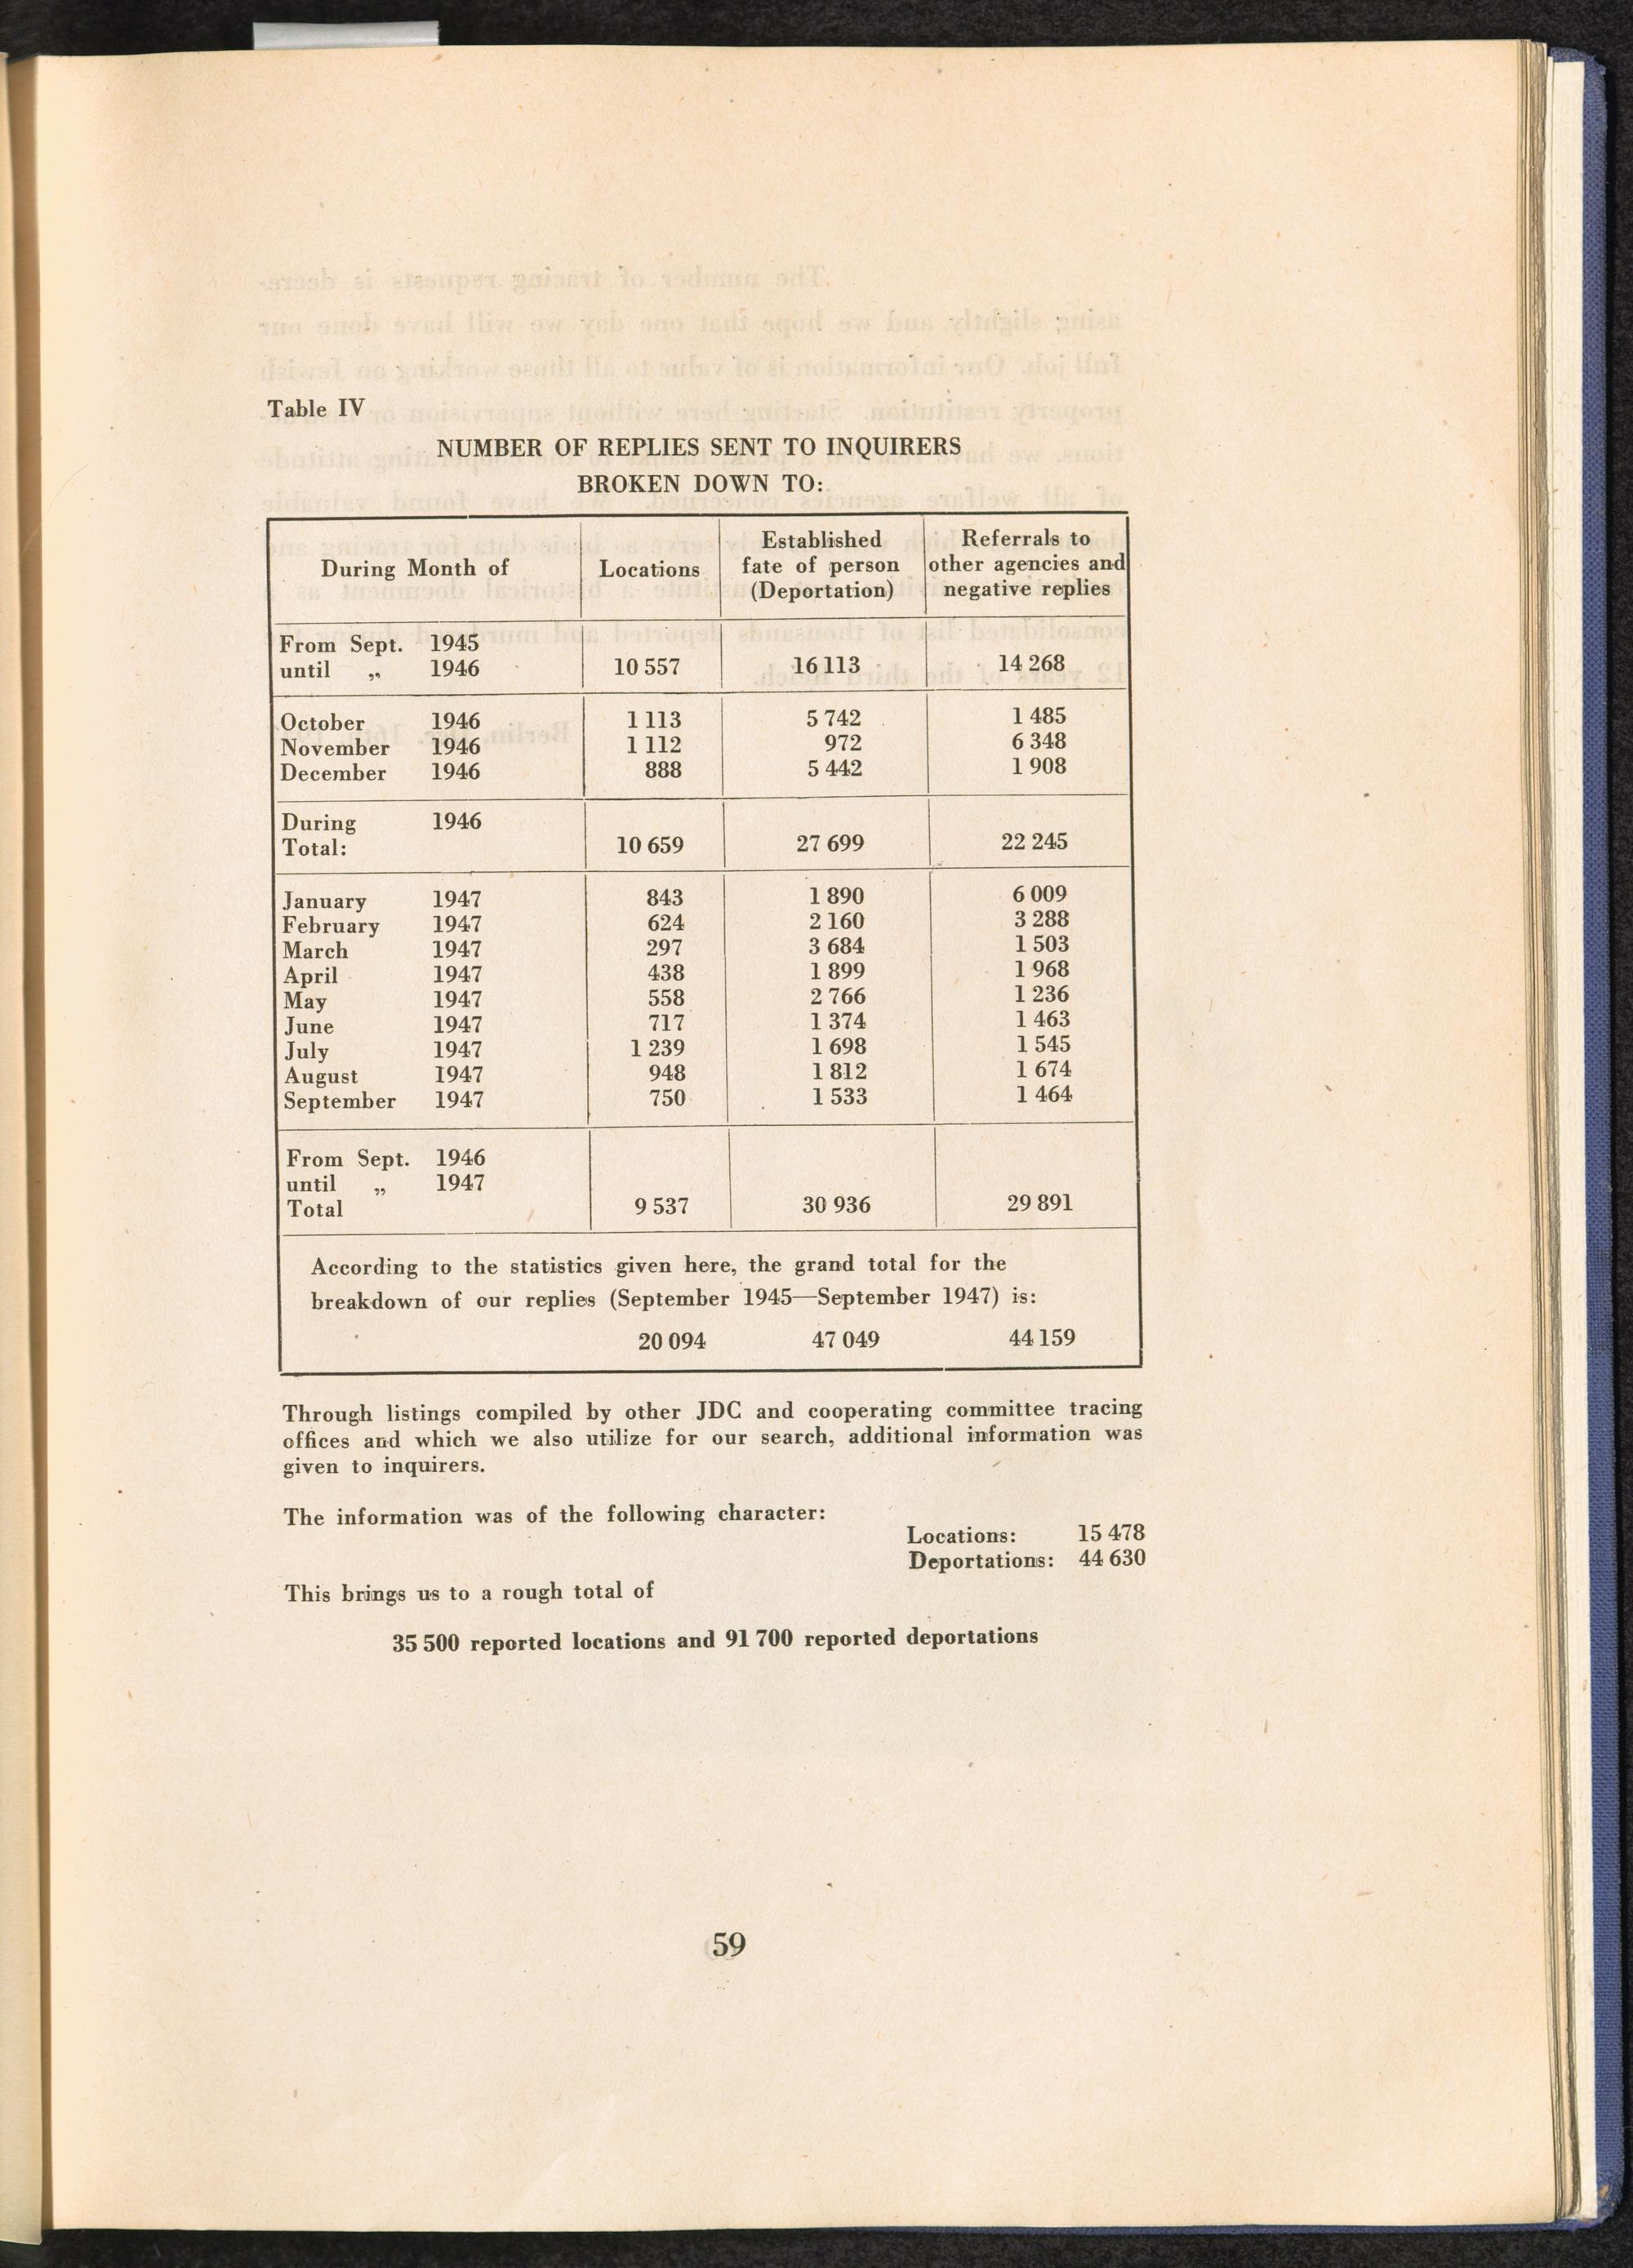 Table IV
NUMBER OF REPLIES SENT TO INQUIRERS
BROKEN DOWN TO:
During Month of Locations Established fate of person (Deportation) Referrals to other agencies and negative replies
From Sept. 1945
until „ 1946 10 557 16 113 14 268
October 1946 1 113 5 742 1 485
November 1946 1 112 972 6 348
December 1946 888 5 442 1 908
During 1946
Total: 10 659 27 699 22 245
January 1947 843 1 890 6 009
February 1947 624 2 160 3 288
March 1947 297 3 684 1 503
April 1947 438 1 899 1 968
May 1947 558 2 766 1 236
June 1947 717 1 374 1 463
July 1947 1 239 1 698 1 545
August 1947 948 1 812 1 674
September 1947 750 1 533 1 464
From Sept. 1946
until „ 1947
Total 9 537 30 936 29 891
According to the statistics given here, the grand total for the
breakdown of our replies (September 1945—September 1947) is:
20 094 47 049 44 159
Through listings compiled by other JDC and cooperating committee tracing
offices and which we also utilize for our search, additional information was
given to inquirers.
The information was of the following character:
Locations: 15 478
Deportations: 44 630
This brings us to a rough total of
35 500 reported locations and 91 700 reported deportations
59